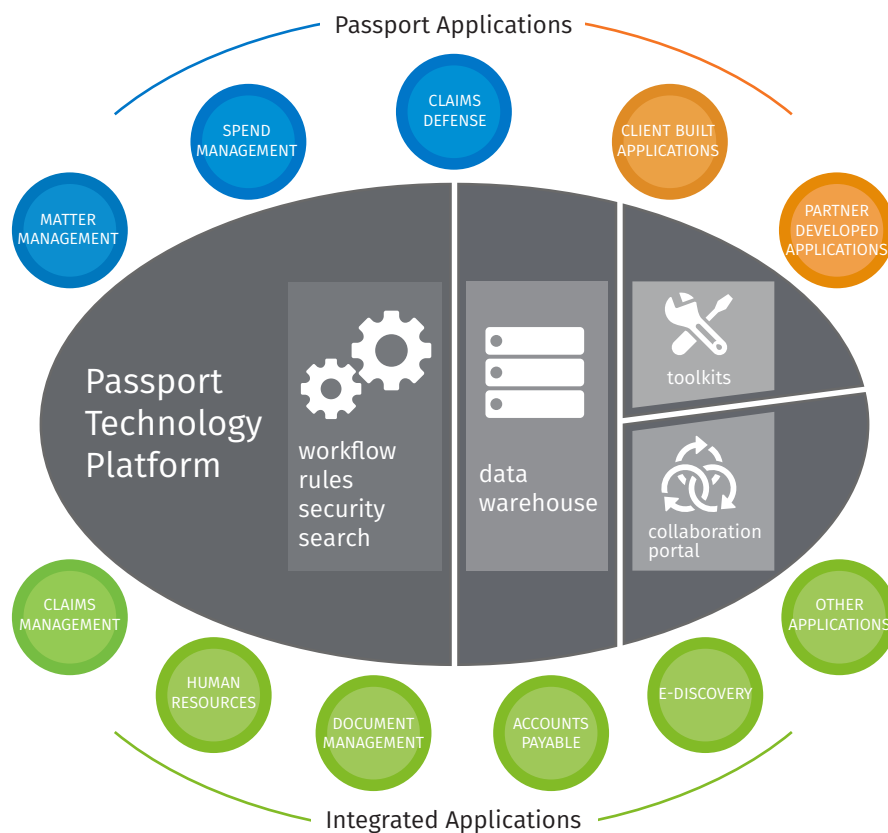 Passport Applications
CLAIMS
DEFENSE
SPEND
MANAGEMENT
CLIENT BUILT
APPLICATIONS
MATTER
MANAGEMENT
PARTNER
DEVELOPED
APPLICATIONS
Passport
Technology
Platform
workflow
rules
security
search
data
warehouse
toolkits
collaboration
portal
CLAIMS
MANAGEMENT
HUMAN
RESOURCES
DOCUMENT
MANAGEMENT
ACCOUNTS
PAYABLE
E-DISCOVERY
OTHER
APPLICATIONS
Integrated Applications